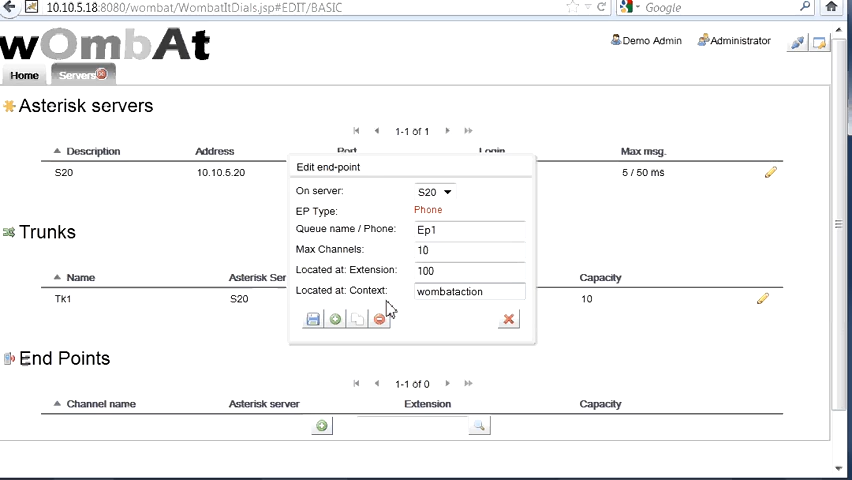 10.10.5.18:8080/wombat/WombatItDials.jsp#EDIT/BASIC
Google
wOmbAt
Demo Admin
Administrator
Home
Servers
Asterisk servers
1-1 of 1
Description
Address
Port
Login
Max msg.
S20
10.10.5.20
5 / 50 ms
Edit end-point
On server:
S20
EP Type:
Phone
Queue name / Phone:
Ep1
Max Channels:
10
Located at: Extension:
100
Located at: Context:
wombataction
Trunks
Name
Asterisk Ser
Capacity
Tk1
S20
10
End Points
1-1 of 0
Channel name
Asterisk server
Extension
Capacity